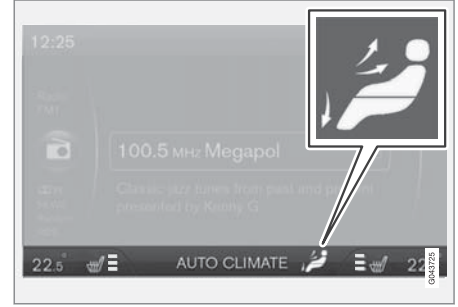 12:25
FM
100.5 MHz Megapol
Classic jazz tunes from past and present
presented by Kenny G
22.5° AUTO CLIMATE 22
G043725